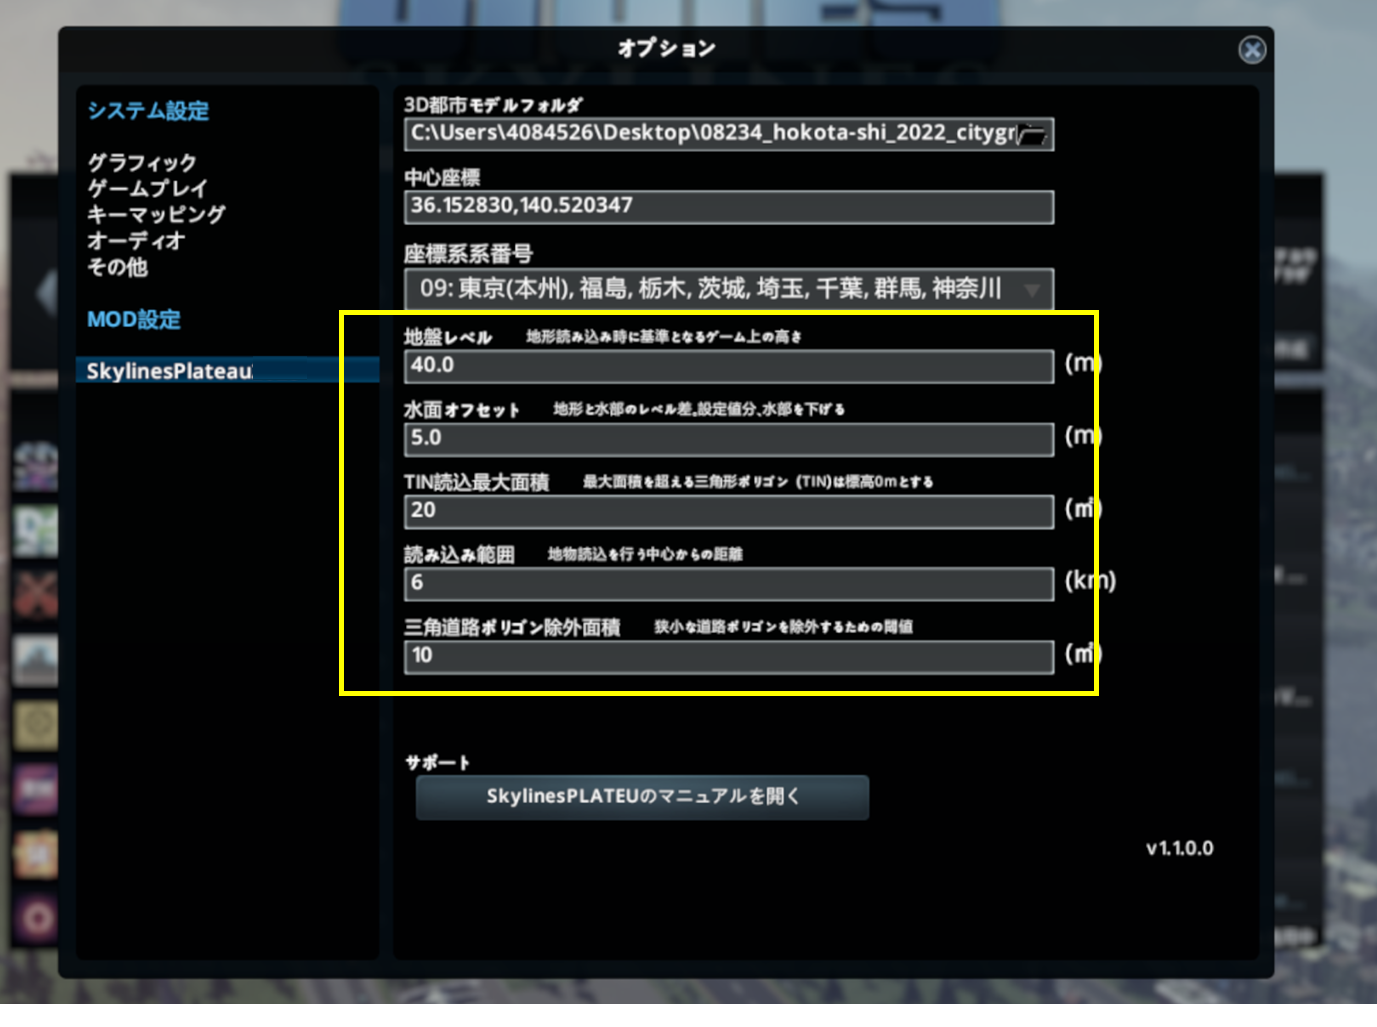 オプション
システム設定
グラフィック
ゲームプレイ
キーマッピング
オーディオ
その他
MOD設定
SkylinesPlateau
3D都市モデルフォルダ
C:\Users\4084526\Desktop\08234_hokota-shi_2022_citygr
中心座標
36.152830,140.520347
座標系系番号
09: 東京(本州), 福島, 栃木, 茨城, 埼玉, 千葉, 群馬, 神奈川
地盤レベル 地形読み込み時に基準となるゲーム上の高さ
40.0 (m)
水面オフセット 地形と水部のレベル差。設定値分、水部を下げる
5.0 (m)
TIN読込最大面積 最大面積を超える三角形ポリゴン (TIN)は標高0mとする
20 (㎡)
読み込み範囲 地物読込を行う中心からの距離
6 (km)
三角道路ポリゴン除外面積 狭小な道路ポリゴンを除外するための閾値
10 (㎡)
サポート
SkylinesPLATEUのマニュアルを開く
v1.1.0.0